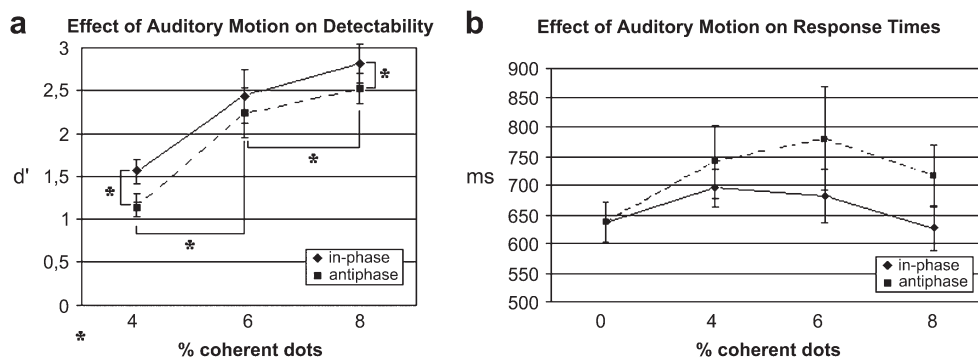 a
Effect of Auditory Motion on Detectability
3
2,5
2
d'
1,5
1
0,5
0
*
*
*
*
in-phase
antiphase
4 6 8
*
% coherent dots
b
Effect of Auditory Motion on Response Times
900
850
800
750
ms
700
650
600
550
500
in-phase
antiphase
0 4 6 8
% coherent dots